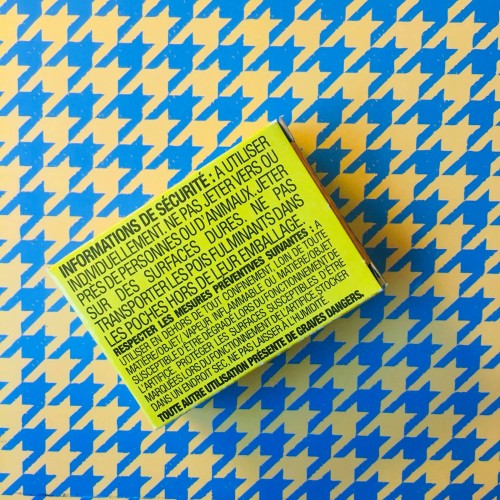 INFORMATIONS DE SÉCURITÉ : À UTILISER
INDIVIDUELLEMENT. NE PAS JETER VERS OU
PRÈS DE PERSONNES OU D'ANIMAUX. JETER
SUR DES SURFACES DURES. NE PAS
TRANSPORTER LES POIS FULMINANTS DANS
LES POCHES HORS DE LEUR EMBALLAGE.
RESPECTER LES MESURES PRÉVENTIVES SUIVANTES : À
UTILISER EN DEHORS DE TOUT CONFINEMENT, LOIN DE TOUTE
MATIÈRE/OBJET, VAPEUR INFLAMMABLE OU MATIÈRE/OBJET
SUSCEPTIBLE D'ÊTRE DÉGRADÉ LORS DU FONCTIONNEMENT DE
L'ARTIFICE. PROTÉGER LES SURFACES SUSCEPTIBLES D'ÊTRE
MARQUÉES LORS DU FONCTIONNEMENT DE L'ARTIFICE. STOCKER
DANS UN ENDROIT SEC. NE PAS LAISSER À L'HUMIDITÉ.
TOUTE AUTRE UTILISATION PRÉSENTE DE GRAVES DANGERS.